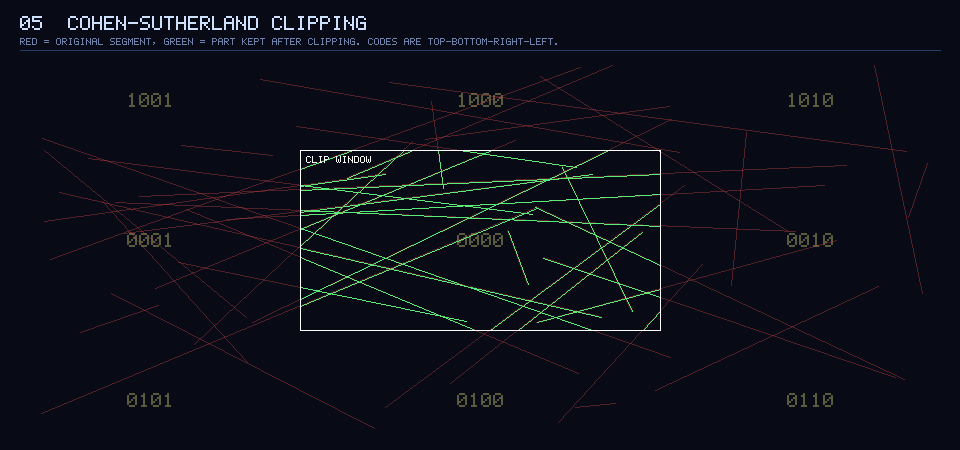 05  COHEN-SUTHERLAND CLIPPING
RED = ORIGINAL SEGMENT, GREEN = PART KEPT AFTER CLIPPING. CODES ARE TOP-BOTTOM-RIGHT-LEFT.
1001 1000 1010
CLIP WINDOW
0001 0000 0010
0101 0100 0110